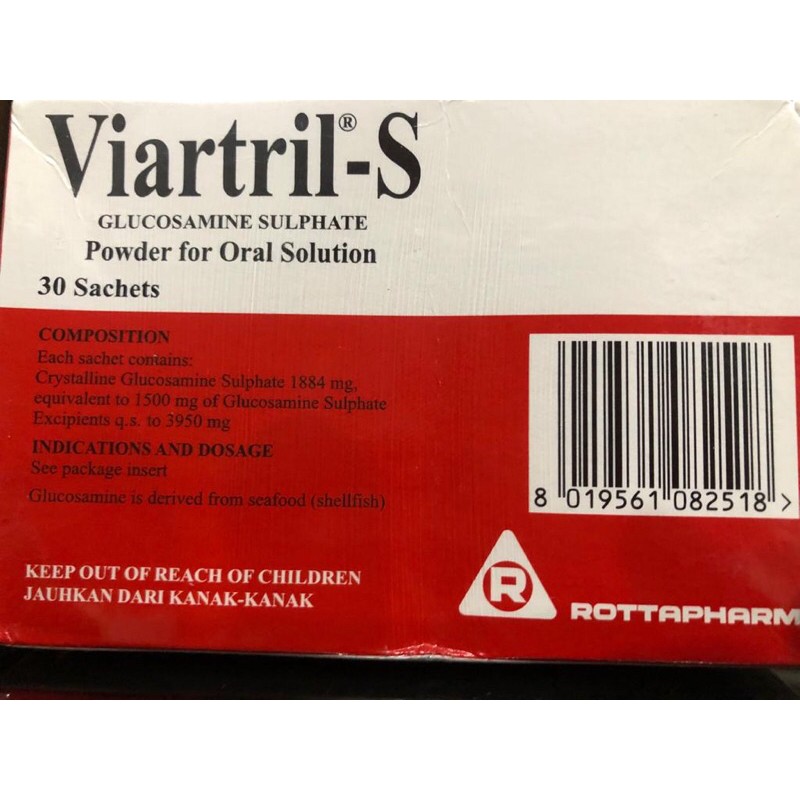 Viartril®-S
GLUCOSAMINE SULPHATE
Powder for Oral Solution
30 Sachets
COMPOSITION
Each sachet contains:
Crystalline Glucosamine Sulphate 1884 mg,
equivalent to 1500 mg of Glucosamine Sulphate
Excipients q.s. to 3950 mg
INDICATIONS AND DOSAGE
See package insert
Glucosamine is derived from seafood (shellfish)
KEEP OUT OF REACH OF CHILDREN
JAUHKAN DARI KANAK-KANAK
8 019561 082518 >
R
ROTTAPHARM